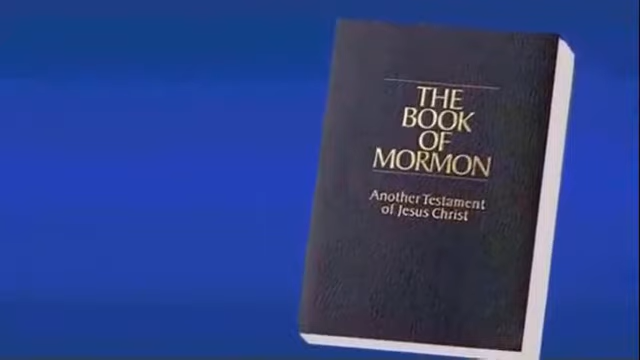 THE
BOOK
OF
MORMON
Another Testament
of Jesus Christ